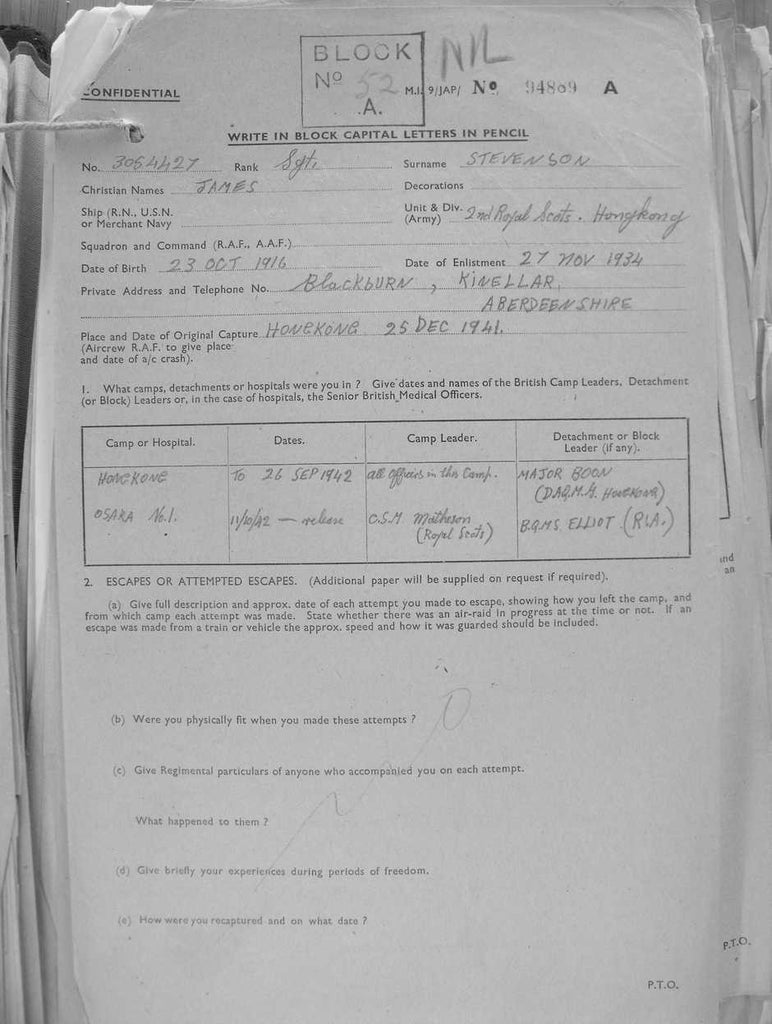 BLOCK
Nº 52
A.
NIL
CONFIDENTIAL
M.I. 9/JAP/ Nº 94889 A
WRITE IN BLOCK CAPITAL LETTERS IN PENCIL
No. 3054427 Rank Sgt. Surname STEVENSON
Christian Names JAMES Decorations
Ship (R.N., U.S.N. or Merchant Navy Unit & Div. (Army) 2nd Royal Scots. Hongkong
Squadron and Command (R.A.F., A.A.F.)
Date of Birth 23 OCT 1916 Date of Enlistment 27 NOV 1934
Private Address and Telephone No. BlackBURN, KINELLAR,
ABERDEENSHIRE
Place and Date of Original Capture HONGKONG 25 DEC 1941.
(Aircrew R.A.F. to give place
and date of a/c crash).
1. What camps, detachments or hospitals were you in ? Give dates and names of the British Camp Leaders, Detachment
(or Block) Leaders or, in the case of hospitals, the Senior British Medical Officers.
Camp or Hospital. Dates. Camp Leader. Detachment or Block Leader (if any).
HONGKONG To 26 SEP 1942 all officers in this Camp. MAJOR BOON
(D.A.Q.M.G. HONGKONG)
OSAKA No.1. 11/10/42 — release C.S.M Matheson B.Q.MS. ELLIOT (R.A.)
(Royal Scots)
2. ESCAPES OR ATTEMPTED ESCAPES. (Additional paper will be supplied on request if required).
(a) Give full description and approx. date of each attempt you made to escape, showing how you left the camp, and
from which camp each attempt was made. State whether there was an air-raid in progress at the time or not. If an
escape was made from a train or vehicle the approx. speed and how it was guarded should be included.
(b) Were you physically fit when you made these attempts ?
(c) Give Regimental particulars of anyone who accompanied you on each attempt.
What happened to them ?
(d) Give briefly your experiences during periods of freedom.
(e) How were you recaptured and on what date ?
P.T.O.
and
an
P.T.O.